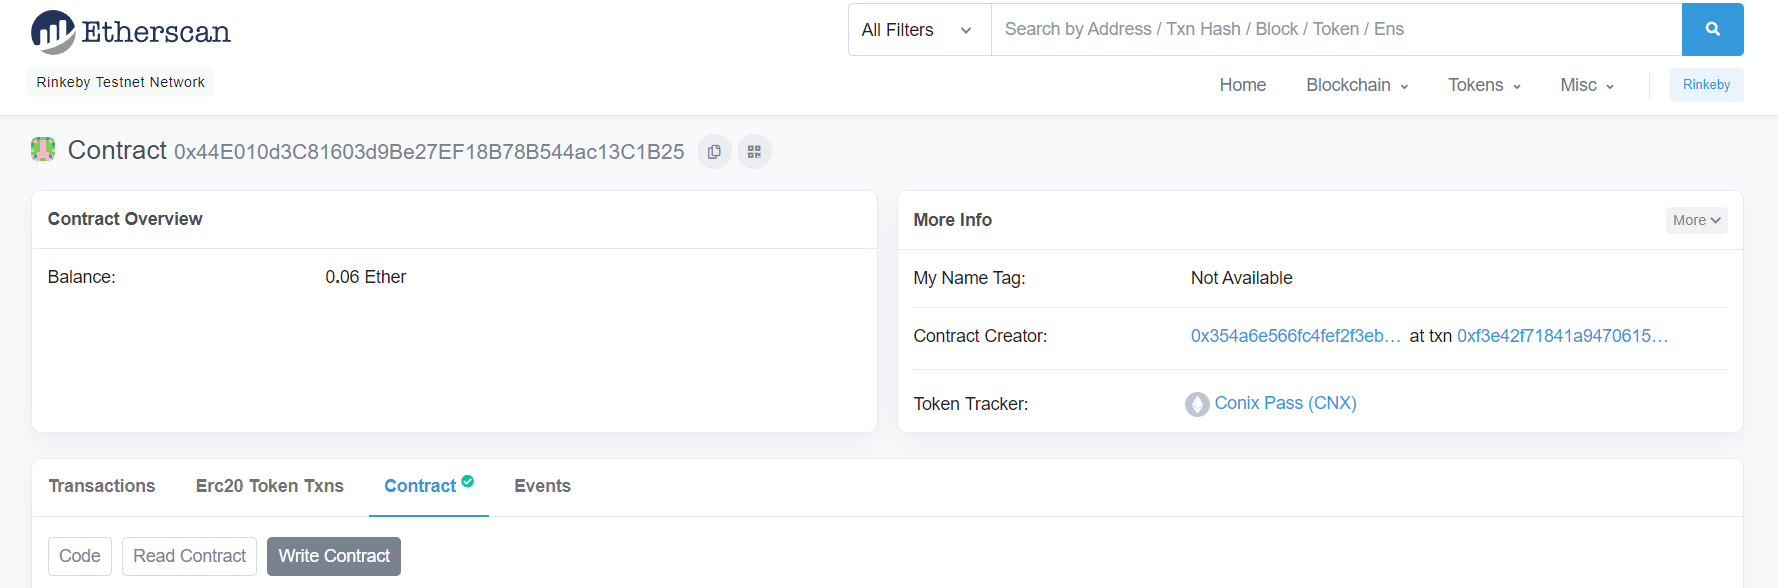 Etherscan
All Filters
Search by Address / Txn Hash / Block / Token / Ens
Rinkeby Testnet Network
Home Blockchain Tokens Misc Rinkeby
Contract 0x44E010d3C81603d9Be27EF18B78B544ac13C1B25
Contract Overview
Balance: 0.06 Ether
More Info
More
My Name Tag: Not Available
Contract Creator: 0x354a6e566fc4fef2f3eb... at txn 0xf3e42f71841a9470615...
Token Tracker: Conix Pass (CNX)
Transactions Erc20 Token Txns Contract Events
Code Read Contract Write Contract